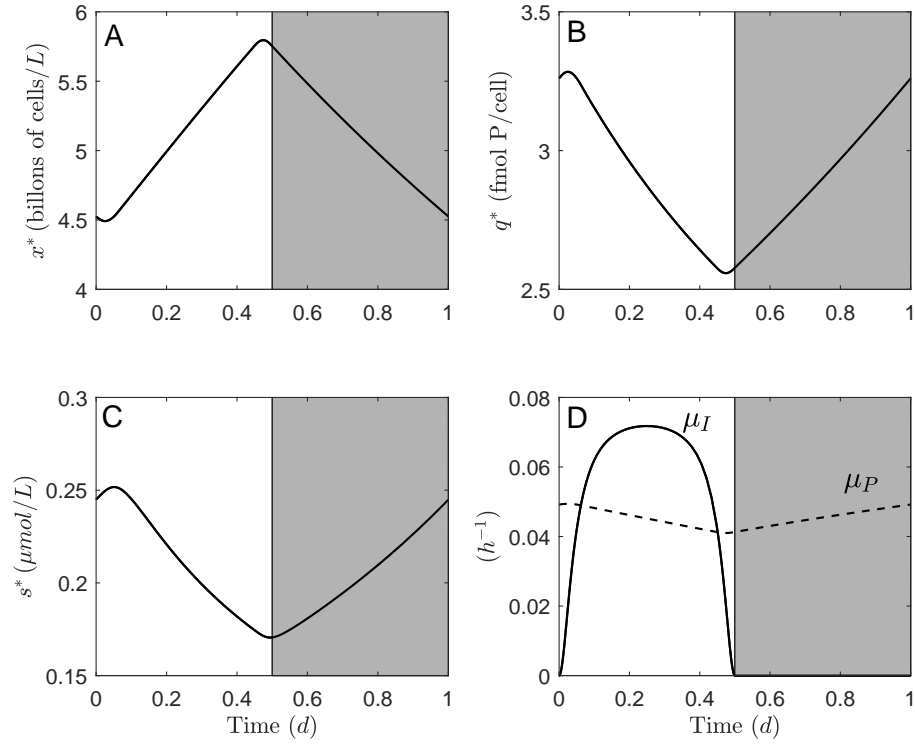 A
x* (billons of cells/L)
6
5.5
5
4.5
4
0 0.2 0.4 0.6 0.8 1
B
q* (fmol P/cell)
3.5
3
2.5
0 0.2 0.4 0.6 0.8 1
C
s* (μmol/L)
0.3
0.25
0.2
0.15
0 0.2 0.4 0.6 0.8 1
Time (d)
D
(h⁻¹)
0.08
0.06
0.04
0.02
0
μ_I
μ_P
0 0.2 0.4 0.6 0.8 1
Time (d)